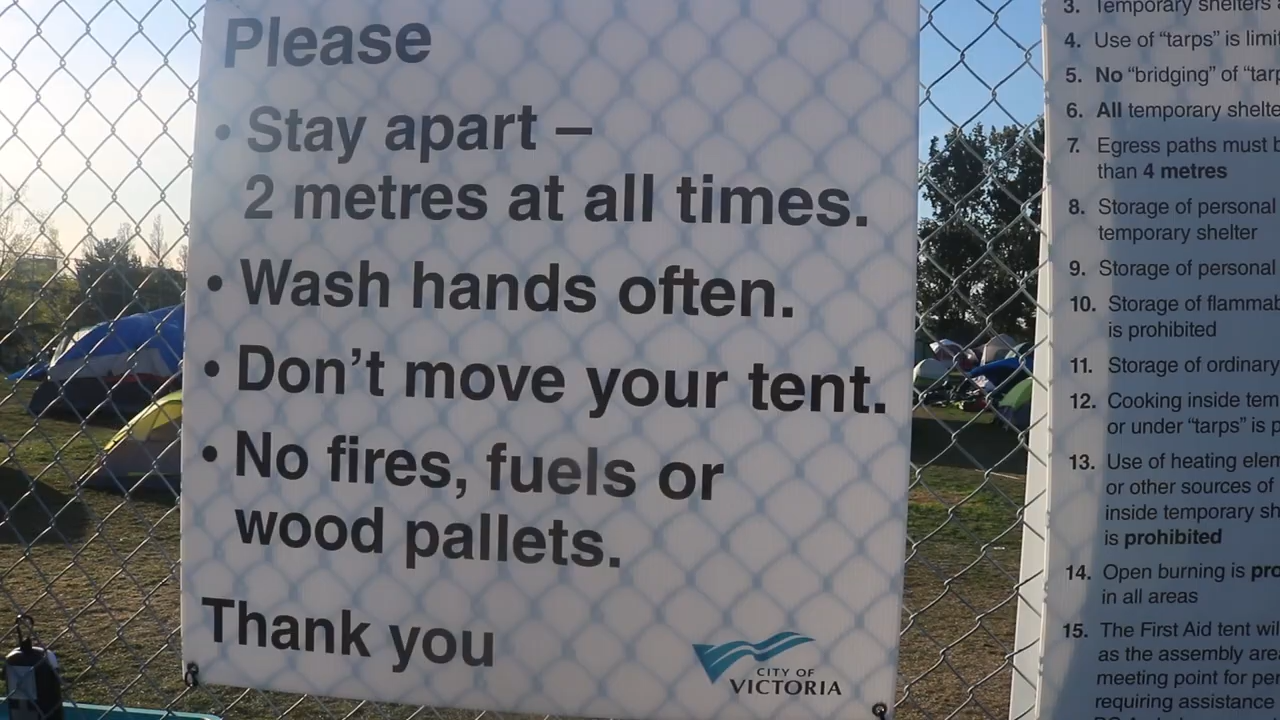 Please
• Stay apart –
2 metres at all times.
• Wash hands often.
• Don't move your tent.
• No fires, fuels or
wood pallets.
Thank you
CITY OF
VICTORIA
3. Temporary shelters
4. Use of "tarps" is
5. No "bridging" of
6. All temporary
7. Egress paths must
than 4 metres
8. Storage of personal
temporary shelter
9. Storage of personal
10. Storage of
is prohibited
11. Storage of ordinary
12. Cooking inside
or under "tarps" is
13. Use of heating
or other sources of
inside temporary
is prohibited
14. Open burning is
in all areas
15. The First Aid tent
as the assembly
meeting point for
requiring assistance